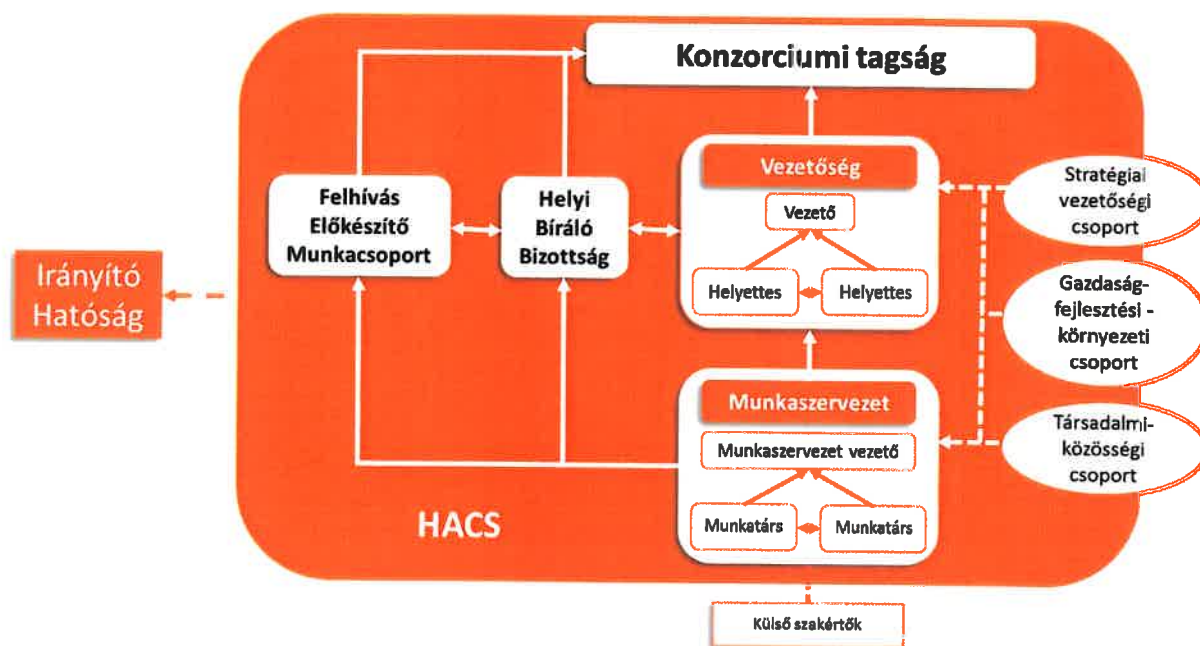 Konzorciumi tagság
Vezetőség
Vezető
Helyettes
Helyettes
Felhívás
Előkészítő
Munkacsoport
Helyi
Bíráló
Bizottság
Stratégiai
vezetőségi
csoport
Gazdaság-
fejlesztési -
környezeti
csoport
Társadalmi-
közösségi
csoport
Irányító
Hatóság
Munkaszervezet
Munkaszervezet vezető
Munkatárs
Munkatárs
HACS
Külső szakértők